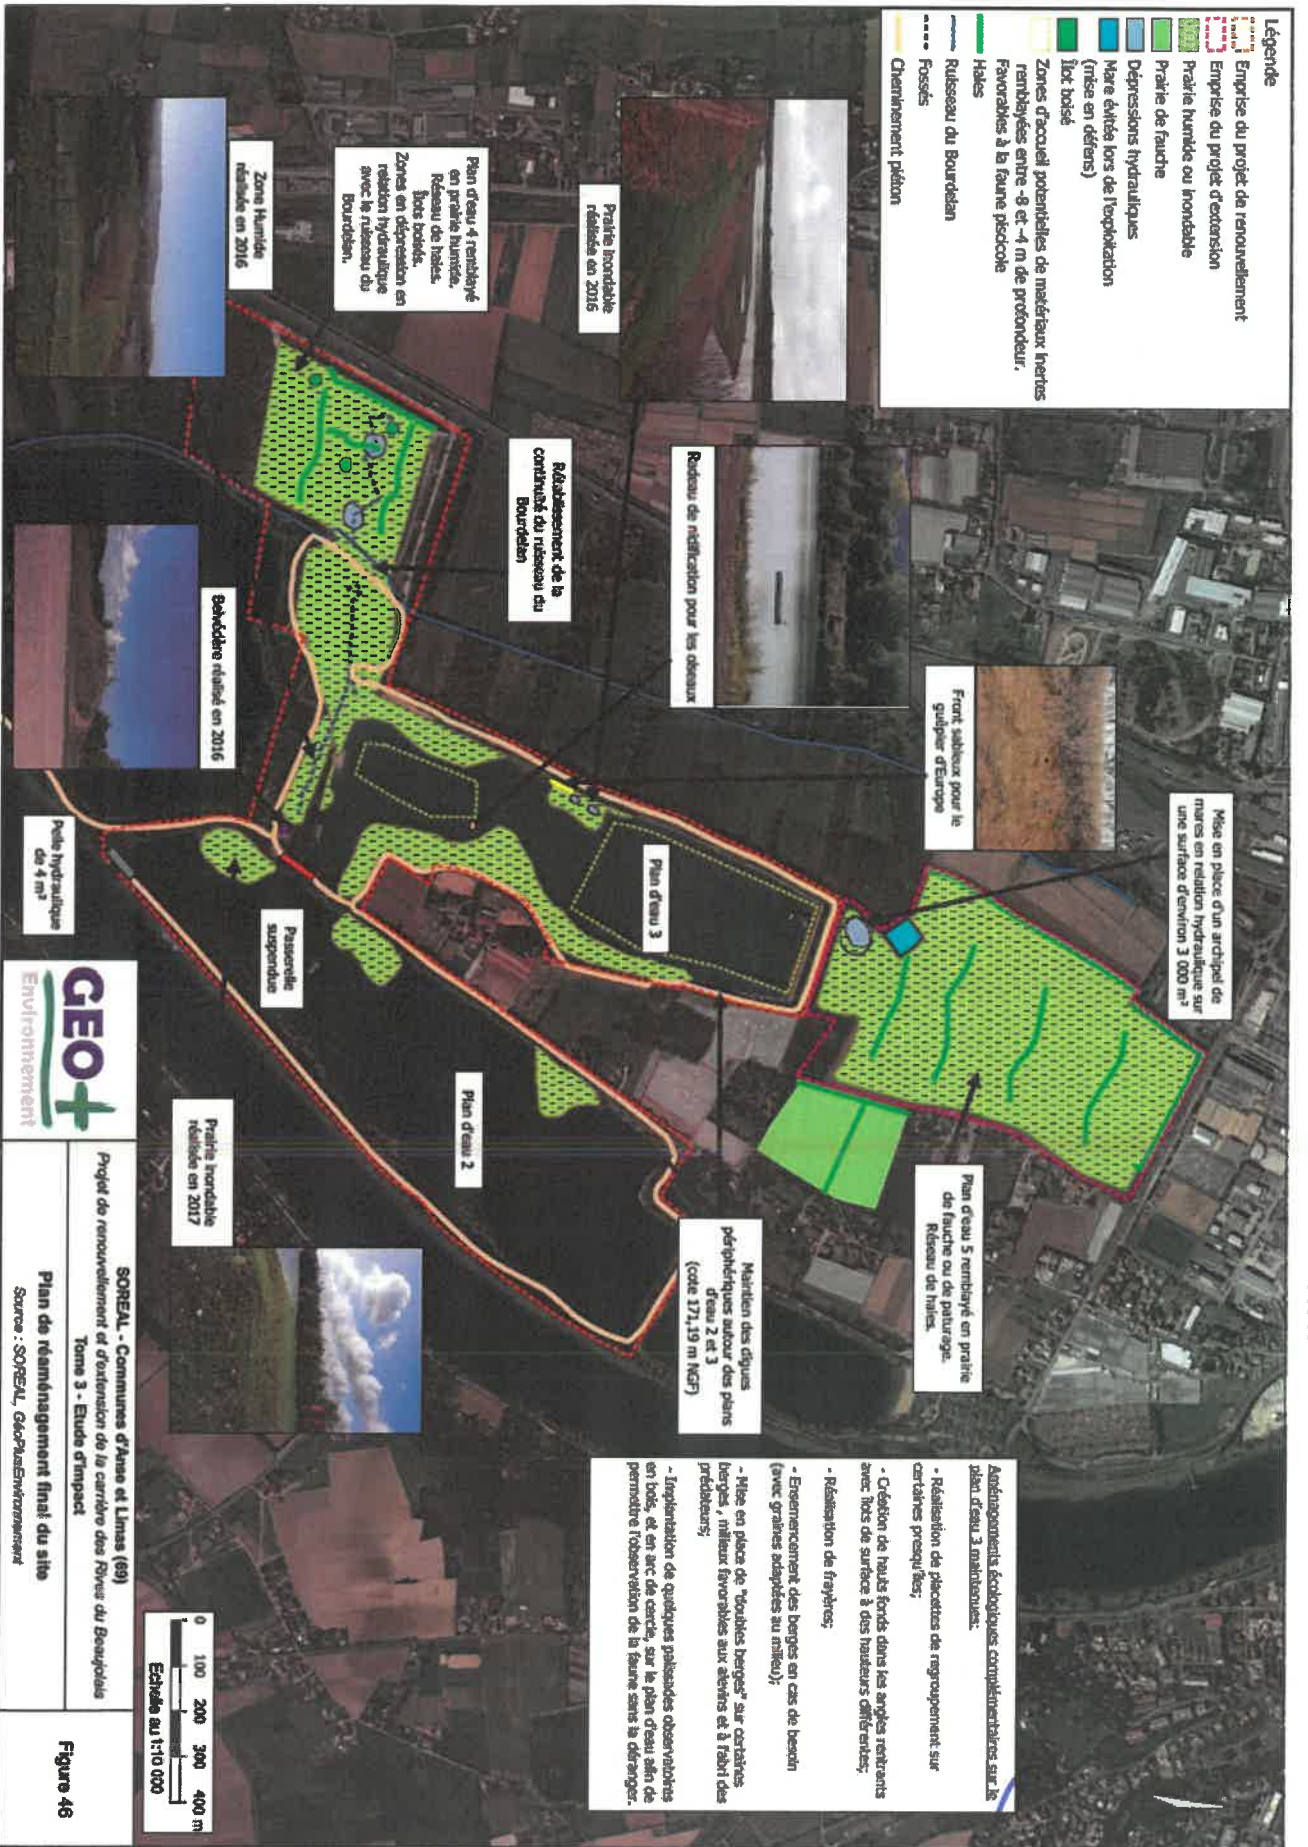 Légende
Emprise du projet de renouvellement
Emprise du projet d'extension
Prairie humide ou inondable
Prairie de fauche
Dépressions hydrauliques
Mare évitée lors de l'exploitation
(mise en défens)
Îlot boisé
Zones d'accueil potentielles de matériaux inertes
remblayées entre -8 et -4 m de profondeur.
Favorables à la faune piscicole
Haies
Ruisseau du Bourdelan
Fossés
Cheminement piéton
Mise en place d'un archipel de
mares en relation hydraulique sur
une surface d'environ 3 000 m²
Front sableux pour le
guêpier d'Europe
Radeau de nidification pour les oiseaux
Prairie inondable
réalisée en 2016
Rétablissement de la
continuité du ruisseau du
Bourdelan
Plan d'eau 4 remblayé
en prairie humide.
Réseau de haies.
Îlots boisés.
Zones en dépression en
relation hydraulique
avec le ruisseau du
Bourdelan.
Zone Humide
réalisée en 2016
Belvédère réalisé en 2016
Pelle hydraulique
de 4 m³
Passerelle
suspendue
Plan d'eau 3
Plan d'eau 2
Plan d'eau 5 remblayé en prairie
de fauche ou de paturage.
Réseau de haies.
Maintien des digues
périphériques autour des plans
d'eau 2 et 3
(cote 171,19 m NGF)
Prairie inondable
réalisée en 2017
Aménagements écologiques complémentaires sur le
plan d'eau 3 maintenus:
- Réalisation de placettes de regroupement sur
certaines presqu'îles;
- Création de hauts fonds dans les angles rentrants
avec îlots de surface à des hauteurs différentes;
- Réalisation de frayères;
- Ensemencement des berges en cas de besoin
(avec graines adaptées au milieu);
- Mise en place de "doubles berges" sur certaines
berges , milieux favorables aux alevins et à l'abri des
prédateurs;
- Implantation de quelques palissades observatoires
en bois, et en arc de cercle, sur le plan d'eau afin de
permettre l'observation de la faune sans la déranger.
0 100 200 300 400 m
Echelle au 1:10 000
GEO+
Environnement
SOREAL - Communes d'Anse et Limas (69)
Projet de renouvellement et d'extension de la carrière des Rives du Beaujolais
Tome 3 - Etude d'impact
Plan de réaménagement final du site
Source : SOREAL, GéoPlusEnvironnement
Figure 46